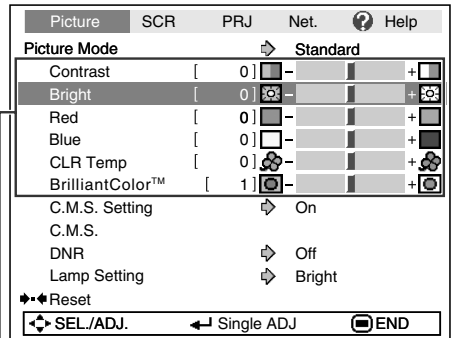 Picture SCR PRJ Net. ? Help
Picture Mode Standard
Contrast [ 0 ] - +
Bright [ 0 ] - +
Red [ 0 ] - +
Blue [ 0 ] - +
CLR Temp [ 0 ] - +
BrilliantColor™ [ 1 ] - +
C.M.S. Setting On
C.M.S.
DNR Off
Lamp Setting Bright
Reset
SEL./ADJ. Single ADJ END